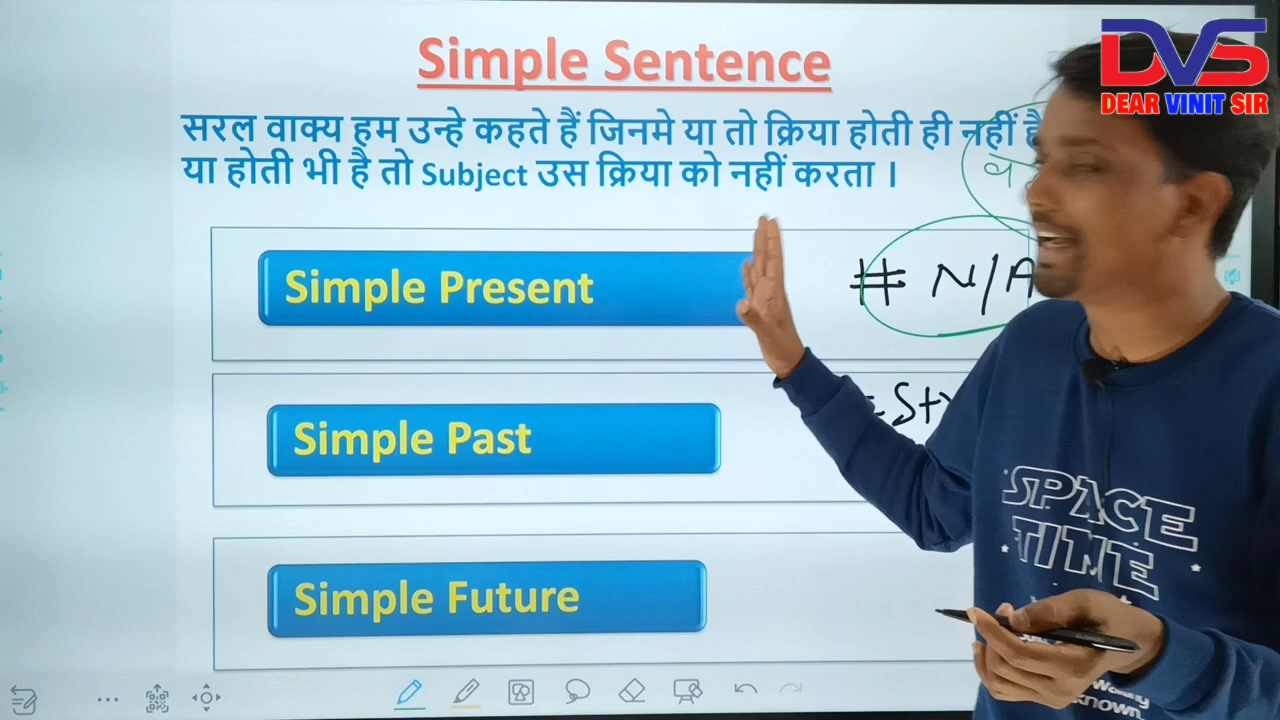 Simple Sentence
DVS
DEAR VINIT SIR
सरल वाक्य हम उन्हे कहते हैं जिनमे या तो क्रिया होती ही नहीं
या होती भी है तो Subject उस क्रिया को नहीं करता ।
Simple Present
# N/A
Simple Past
Simple Future
SPACE
TIME